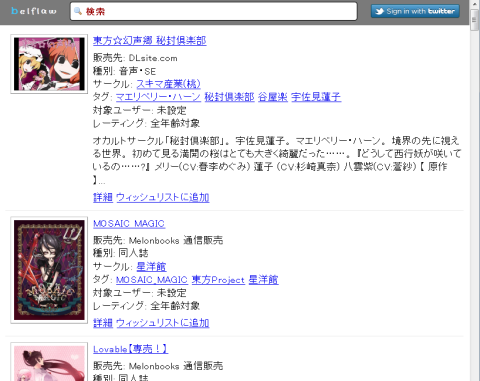 belflaw 検索 Sign in with twitter
東方☆幻声郷 秘封倶楽部
販売先: DLsite.com
種別: 音声・SE
サークル: スキマ産業(桃)
タグ: マエリベリー・ハーン 秘封倶楽部 谷屋楽 宇佐見蓮子
対象ユーザー: 未設定
レーティング: 全年齢対象
オカルトサークル「秘封倶楽部」。 宇佐見蓮子。 マエリベリー・ハーン。 境界の先に視え
る世界。 初めて見る満開の桜はとても大きく綺麗だった……。 『どうして西行妖が咲いて
いるの……?』 メリー(CV:春季めぐみ) 蓮子 (CV:杉崎真奈) 八雲紫(CV:蒼紗) 【 原作
】...
詳細 ウィッシュリストに追加
MOSAIC_MAGIC
販売先: Melonbooks 通信販売
種別: 同人誌
サークル: 星洋館
タグ: MOSAIC_MAGIC 東方Project 星洋館
対象ユーザー: 未設定
レーティング: 全年齢対象
詳細 ウィッシュリストに追加
MOSAIC
MAGIC
Lovable【専売!】
販売先: Melonbooks 通信販売
種別: 同人誌